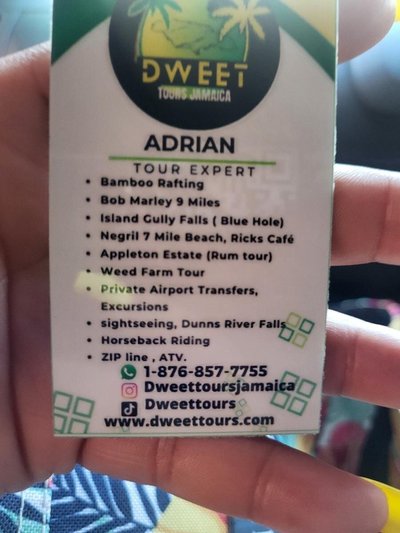 DWEET
TOURS JAMAICA
ADRIAN
TOUR EXPERT
• Bamboo Rafting
• Bob Marley 9 Miles
• Island Gully Falls ( Blue Hole)
• Negril 7 Mile Beach, Ricks Café
• Appleton Estate (Rum tour)
• Weed Farm Tour
• Private Airport Transfers,
Excursions
• sightseeing, Dunns River Falls
• Horseback Riding
• ZIP line , ATV.
1-876-857-7755
Dweettoursjamaica
Dweettours
www.dweettours.com